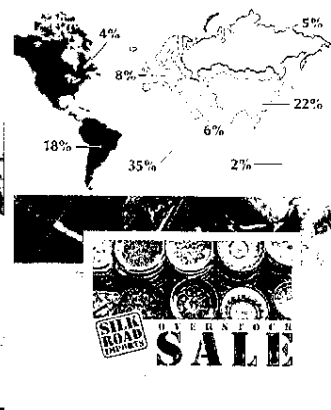 4%
5%
8%
22%
6%
18%
35%
2%
SILK
ROAD
IMPORTS
OVERSTOCK
SALE